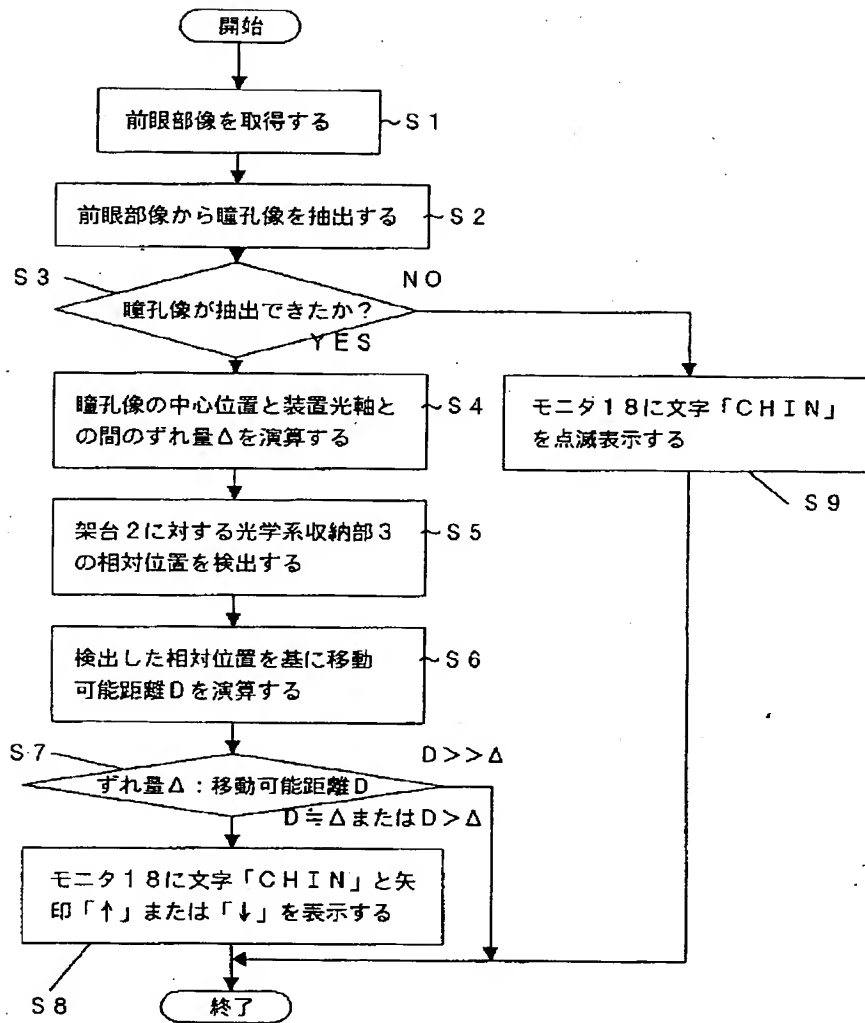 開始
前眼部像を取得する
~S1
前眼部像から瞳孔像を抽出する
~S2
S3
NO
瞳孔像が抽出できたか?
YES
瞳孔像の中心位置と装置光軸と
の間のずれ量Δを演算する
~S4
モニタ18に文字「CHIN」
を点滅表示する
S9
架台2に対する光学系収納部3
の相対位置を検出する
~S5
検出した相対位置を基に移動
可能距離Dを演算する
~S6
S7
D>>Δ
ずれ量Δ:移動可能距離D
D≒ΔまたはD>Δ
モニタ18に文字「CHIN」と矢
印「↑」または「↓」を表示する
S8
終了